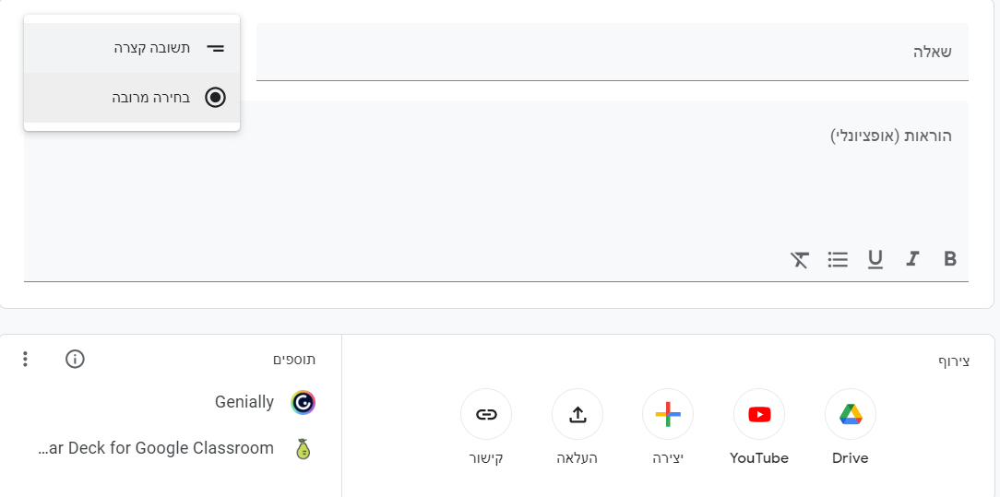 תשובה קצרה
בחירה מרובה
שאלה
הוראות (אופציונלי)
B I U
צירוף
Drive
YouTube
יצירה
העלאה
קישור
תוספים
Genially
...ar Deck for Google Classroom